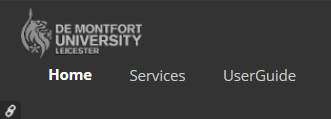 DE MONTFORT
UNIVERSITY
LEICESTER
Home Services UserGuide